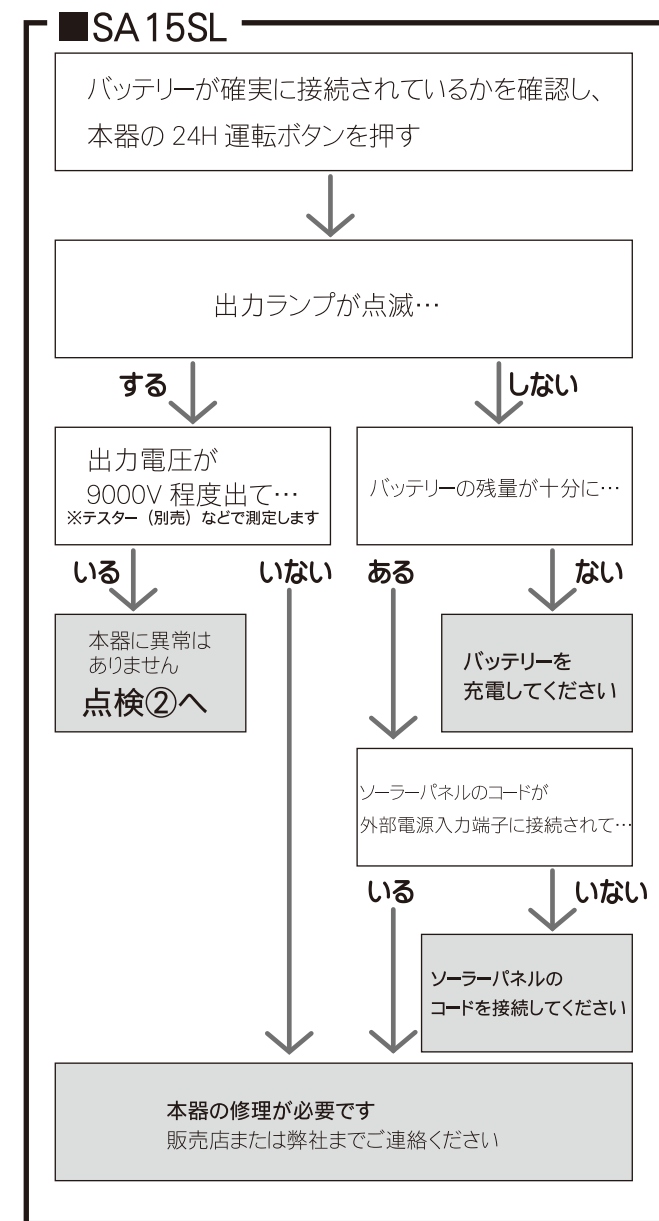 ■SA15SL
バッテリーが確実に接続されているかを確認し、
本器の 24H 運転ボタンを押す
出力ランプが点滅…
する
しない
出力電圧が
9000V 程度出て…
※テスター（別売）などで測定します
バッテリーの残量が十分に…
いる
いない
ある
ない
本器に異常は
ありません
点検②へ
バッテリーを
充電してください
ソーラーパネルのコードが
外部電源入力端子に接続されて…
いる
いない
ソーラーパネルの
コードを接続してください
本器の修理が必要です
販売店または弊社までご連絡ください